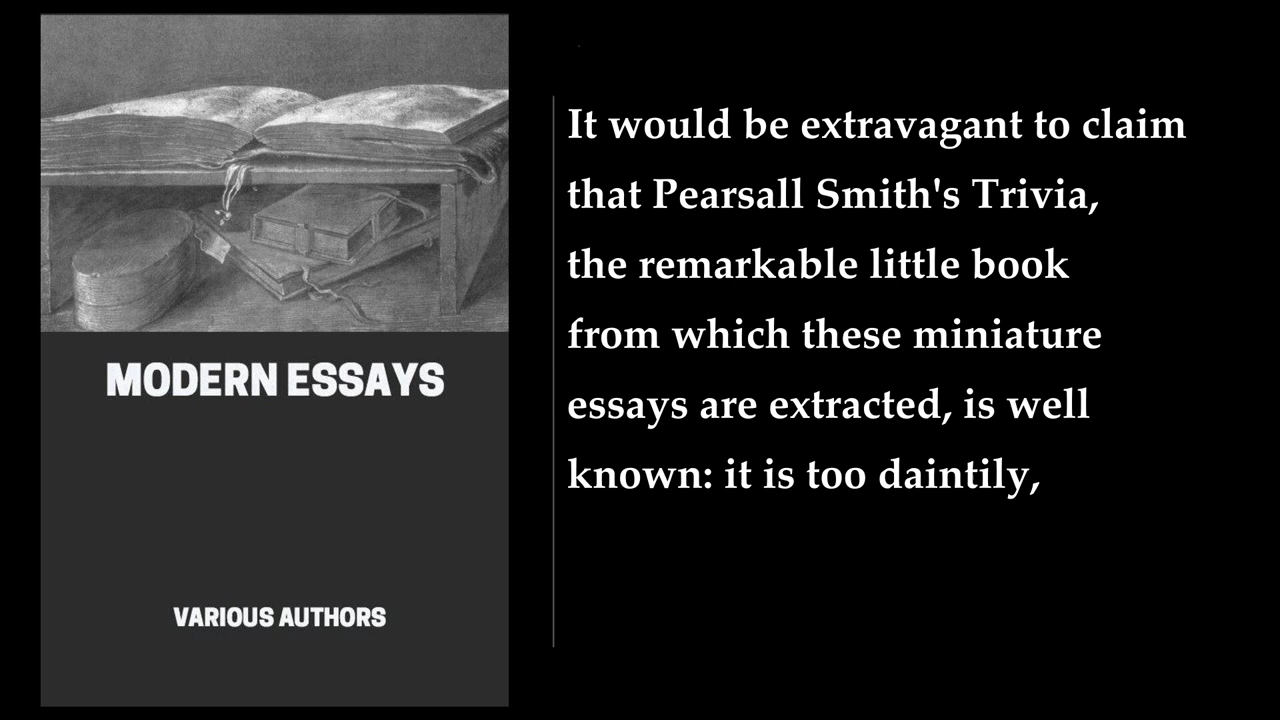 MODERN ESSAYS
VARIOUS AUTHORS
It would be extravagant to claim
that Pearsall Smith's Trivia,
the remarkable little book
from which these miniature
essays are extracted, is well
known: it is too daintily,